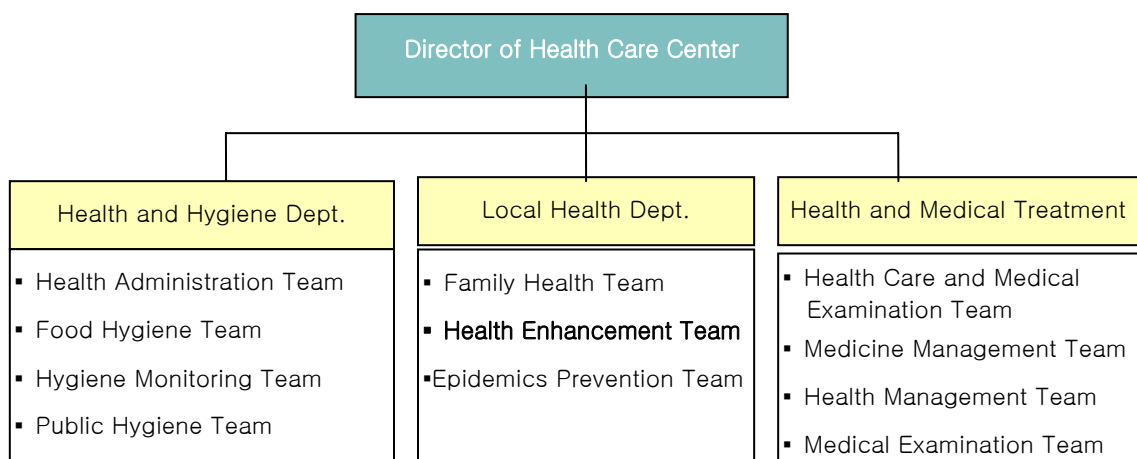 Director of Health Care Center
Health and Hygiene Dept.
▪ Health Administration Team
▪ Food Hygiene Team
▪ Hygiene Monitoring Team
▪ Public Hygiene Team
Local Health Dept.
▪ Family Health Team
▪ Health Enhancement Team
▪Epidemics Prevention Team
Health and Medical Treatment
▪ Health Care and Medical
Examination Team
▪ Medicine Management Team
▪ Health Management Team
▪ Medical Examination Team